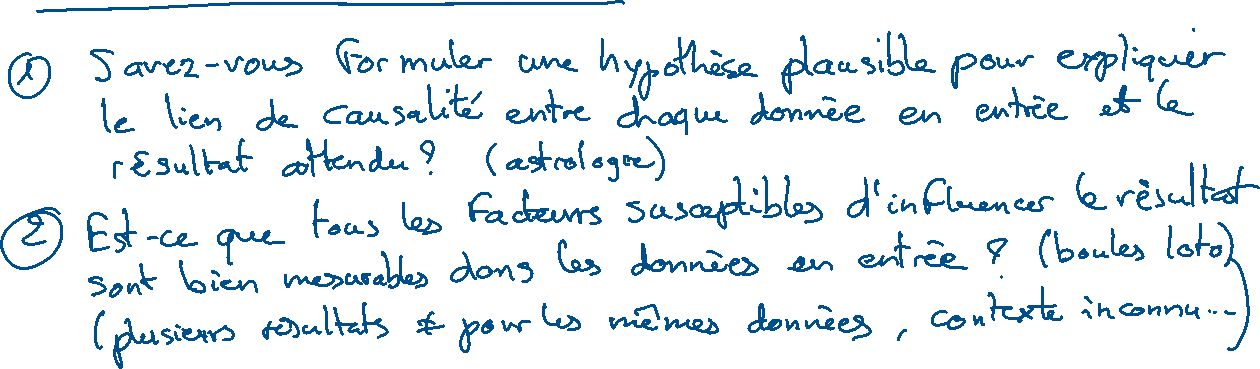 ① Savez-vous formuler une hypothèse plausible pour expliquer
le lien de causalité entre chaque donnée en entrée et le
résultat attendu ? (astrologie)
② Est-ce que tous les facteurs susceptibles d'influencer le résultat
sont bien mesurables dans les données en entrée ? (boules loto)
(plusieurs résultats ≠ pour les mêmes données, contexte inconnu...)